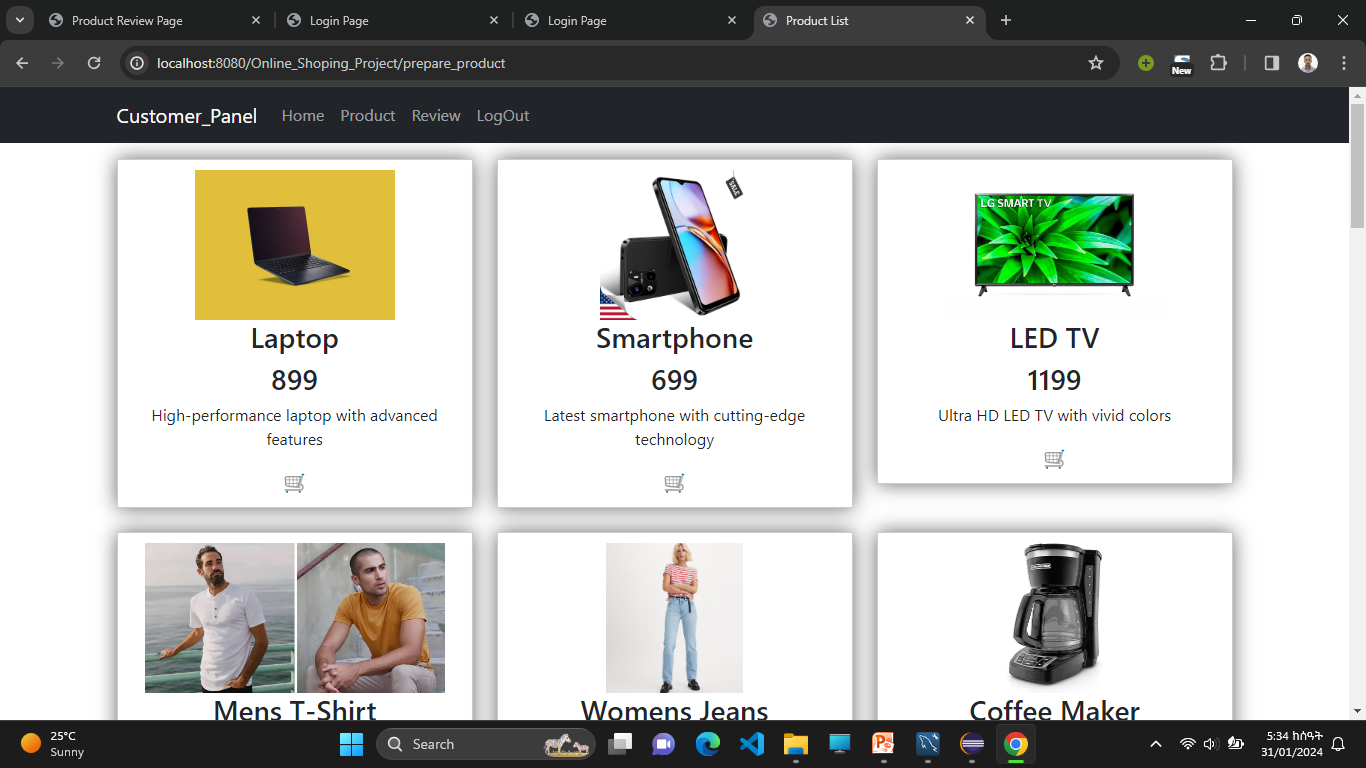 Product Review Page
Login Page
Login Page
Product List
localhost:8080/Online_Shoping_Project/prepare_product
New
Customer_Panel
Home
Product
Review
LogOut
SALE
LG SMART TV
Laptop
Smartphone
LED TV
899
699
1199
High-performance laptop with advanced
features
Latest smartphone with cutting-edge
technology
Ultra HD LED TV with vivid colors
Mens T-Shirt
Womens Jeans
Coffee Maker
25°C
Sunny
Search
5:34 ከሰዓት
31/01/2024